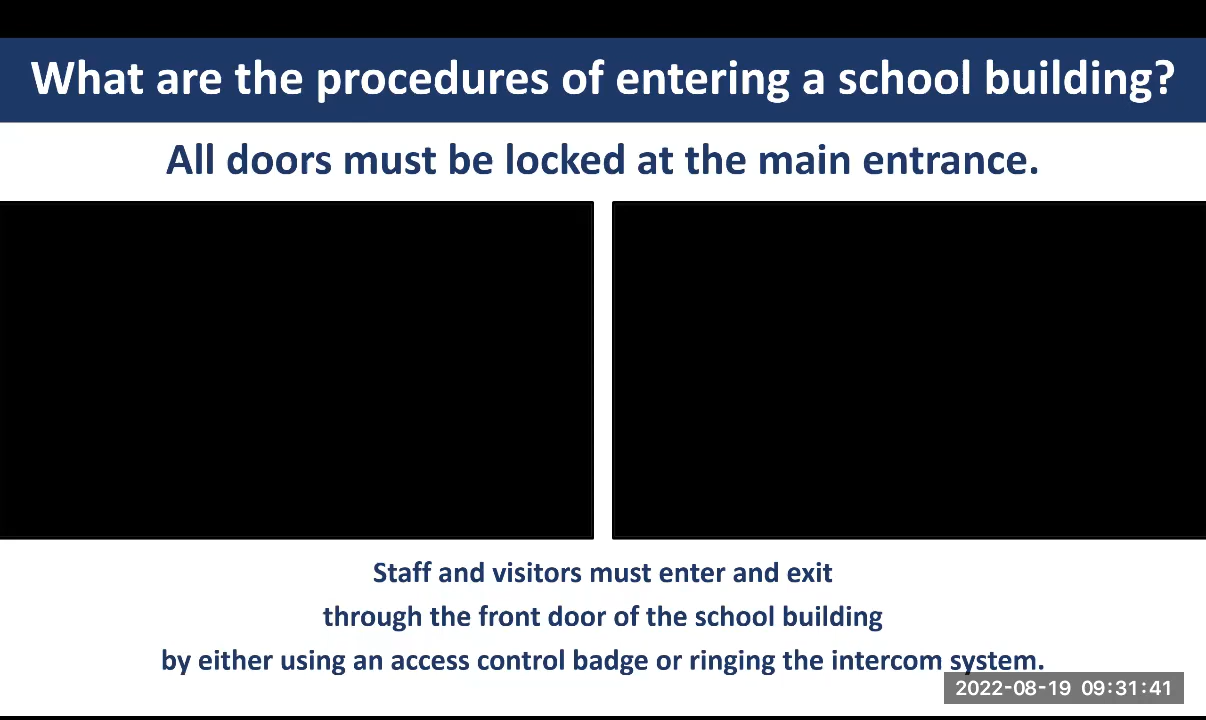 What are the procedures of entering a school building?
All doors must be locked at the main entrance.
Staff and visitors must enter and exit
through the front door of the school building
by either using an access control badge or ringing the intercom system.
2022-08-19 09:31:41